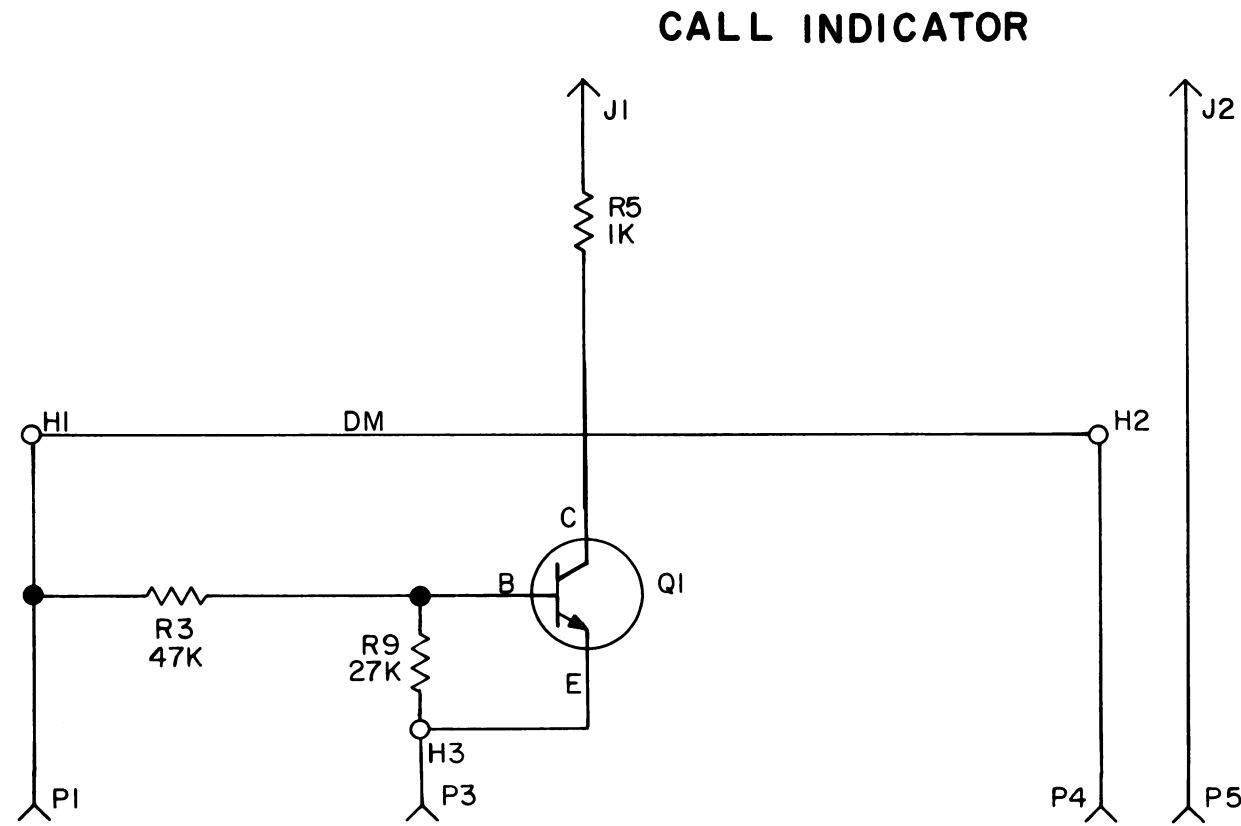 CALL INDICATOR
J1
J2
R5
1K
H1
DM
H2
C
B
Q1
R3
47K
R9
27K
E
H3
P1
P3
P4
P5